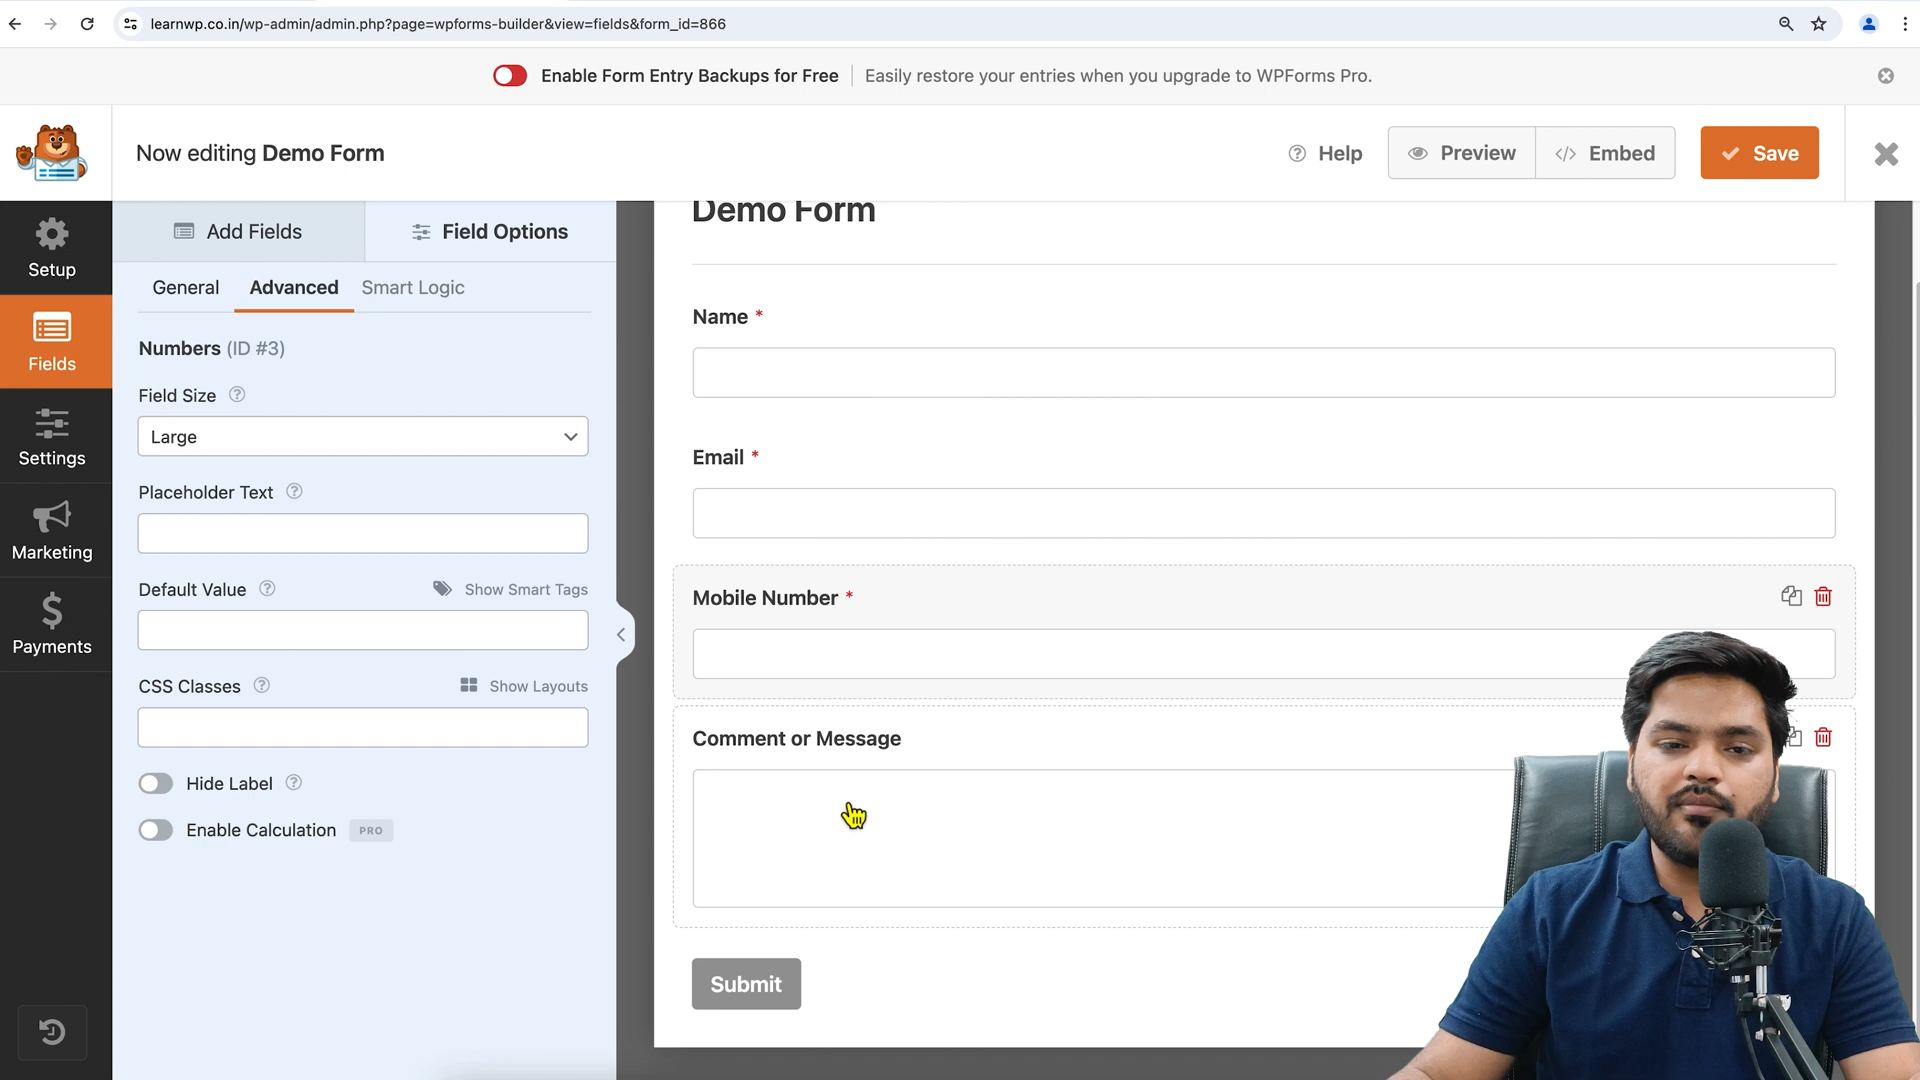 learnwp.co.in/wp-admin/admin.php?page=wpforms-builder&view=fields&form_id=866
Enable Form Entry Backups for Free
Easily restore your entries when you upgrade to WPForms Pro.
Now editing Demo Form
Help
Preview
Embed
Save
Setup
Fields
Settings
Marketing
Payments
Add Fields
Field Options
General
Advanced
Smart Logic
Numbers (ID #3)
Field Size
Large
Placeholder Text
Default Value
Show Smart Tags
CSS Classes
Show Layouts
Hide Label
Enable Calculation PRO
Demo Form
Name *
Email *
Mobile Number *
Comment or Message
Submit